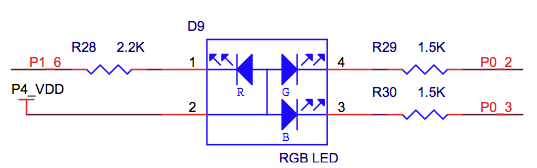 D9
R28 2.2K R29 1.5K
P1_6 1 4 P0_2
R G
P4_VDD R30 1.5K
2 3 P0_3
B
RGB LED